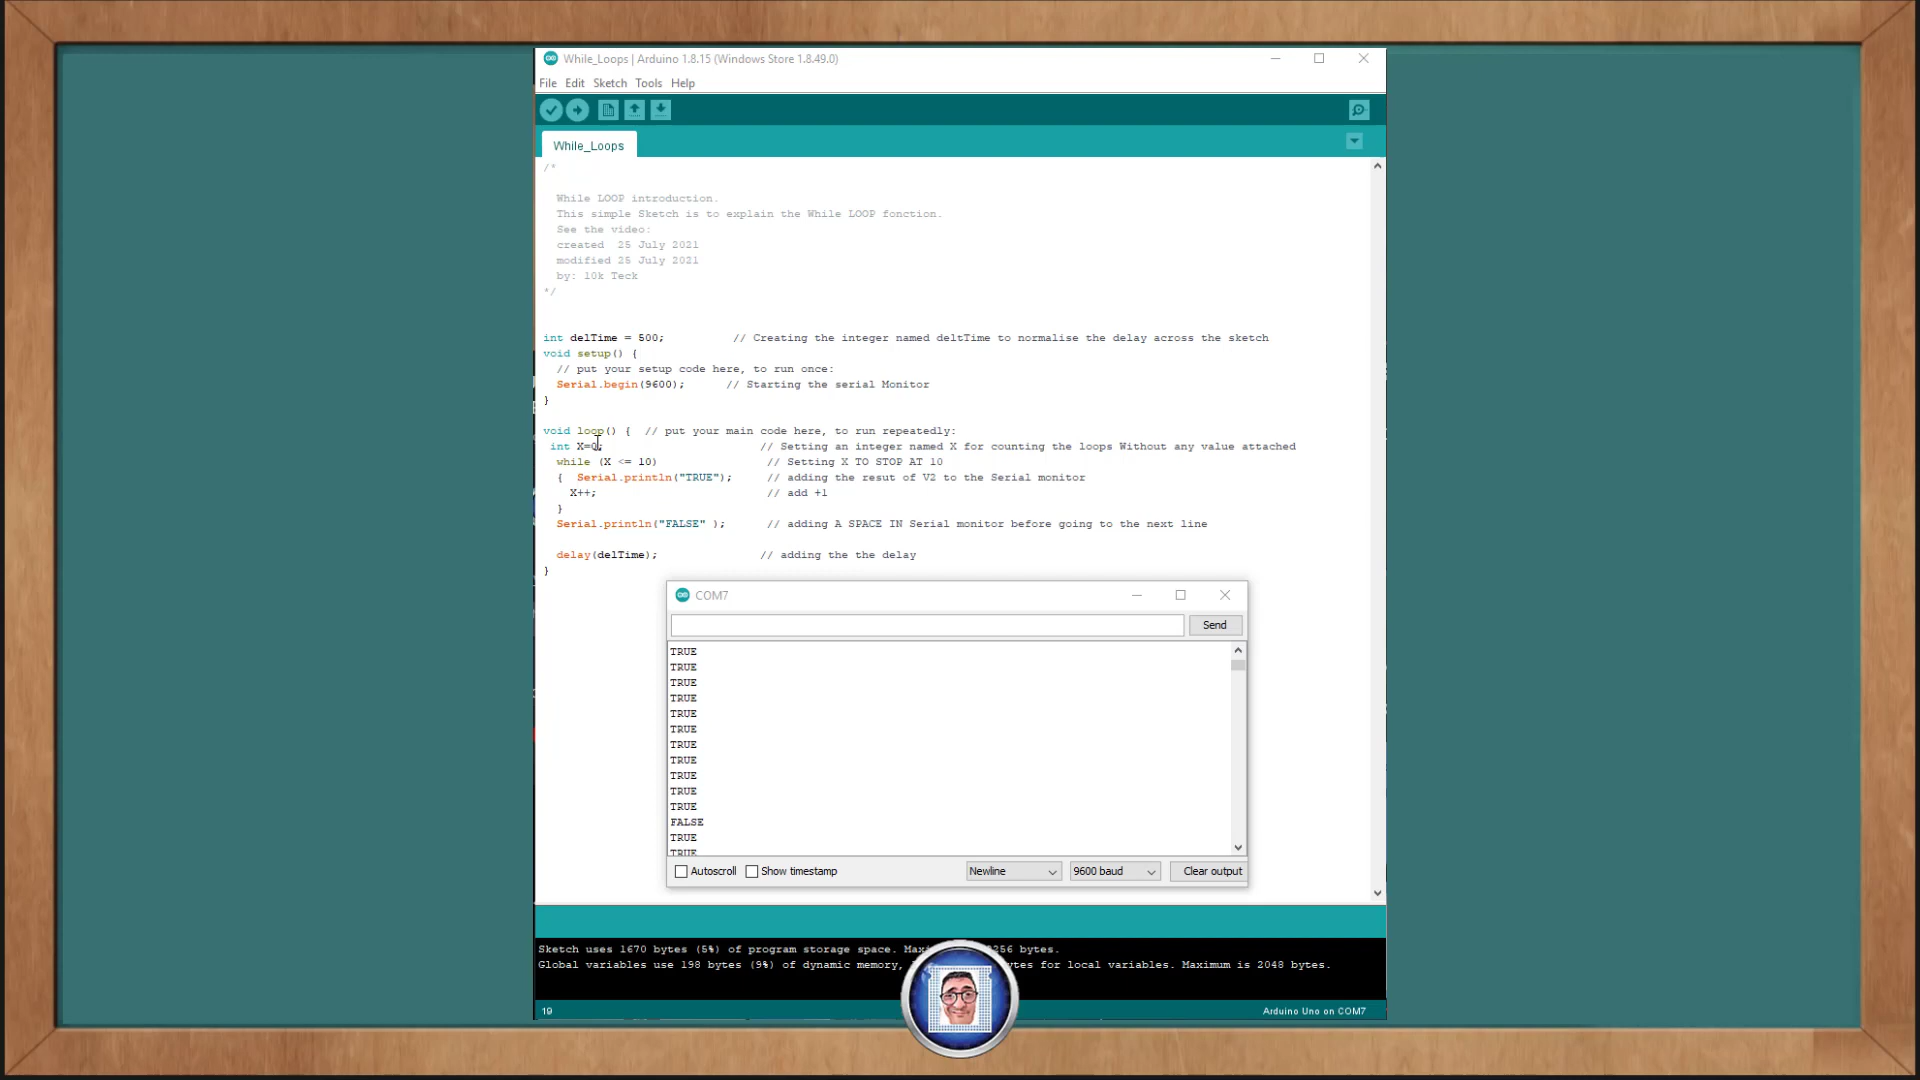 While_Loops | Arduino 1.8.15 (Windows Store 1.8.49.0)
File Edit Sketch Tools Help
While_Loops
/*
While LOOP introduction.
This simple Sketch is to explain the While LOOP fonction.
See the video:
created  25 July 2021
modified 25 July 2021
by: 10k Teck
*/
int delTime = 500;          // Creating the integer named deltTime to normalise the delay across the sketch
void setup() {
// put your setup code here, to run once:
Serial.begin(9600);      // Starting the serial Monitor
}
void loop() {  // put your main code here, to run repeatedly:
int X=0;                       // Setting an integer named X for counting the loops Without any value attached
while (X <= 10)                // Setting X TO STOP AT 10
{  Serial.println("TRUE");     // adding the resut of V2 to the Serial monitor
X++;                         // add +1
}
Serial.println("FALSE" );      // adding A SPACE IN Serial monitor before going to the next line
delay(delTime);               // adding the the delay
}
COM7
Send
TRUE
TRUE
TRUE
TRUE
TRUE
TRUE
TRUE
TRUE
TRUE
TRUE
TRUE
FALSE
TRUE
TRUE
Autoscroll Show timestamp Newline 9600 baud Clear output
Sketch uses 1670 bytes (5%) of program storage space. 256 bytes.
Global variables use 198 bytes (9%) of dynamic memory, for local variables. Maximum is 2048 bytes.
19 Arduino Uno on COM7